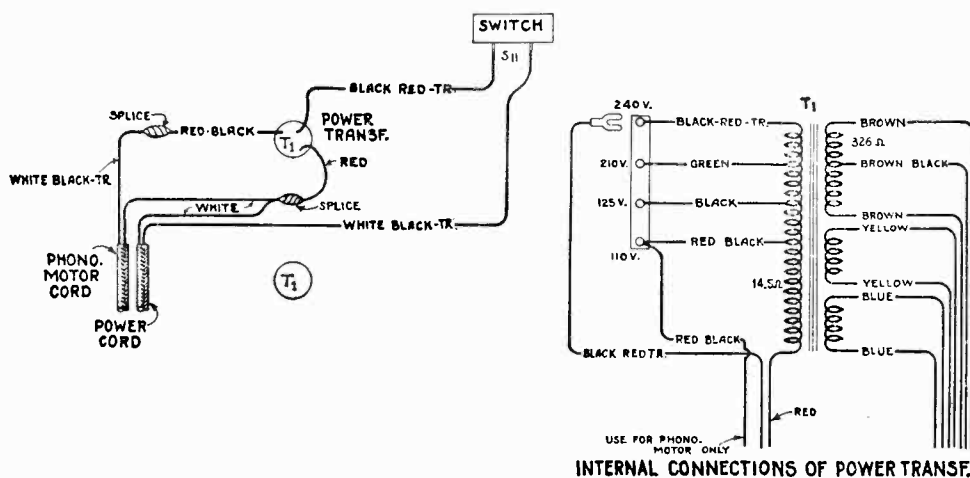 SWITCH
S11
BLACK RED-TR.
SPLICE
RED-BLACK
POWER
TRANSF.
T1
RED
WHITE BLACK-TR
WHITE
SPLICE
WHITE BLACK-TR.
PHONO.
MOTOR
CORD
POWER
CORD
T1
240 V.
BLACK-RED-TR.
T1
BROWN
326 Ω
210 V.
GREEN
BROWN BLACK
125 V.
BLACK
BROWN
YELLOW
RED BLACK
110 V.
14.5Ω
YELLOW
BLUE
RED BLACK
BLACK RED TR.
BLUE
RED
USE FOR PHONO.
MOTOR ONLY
INTERNAL CONNECTIONS OF POWER TRANSF.